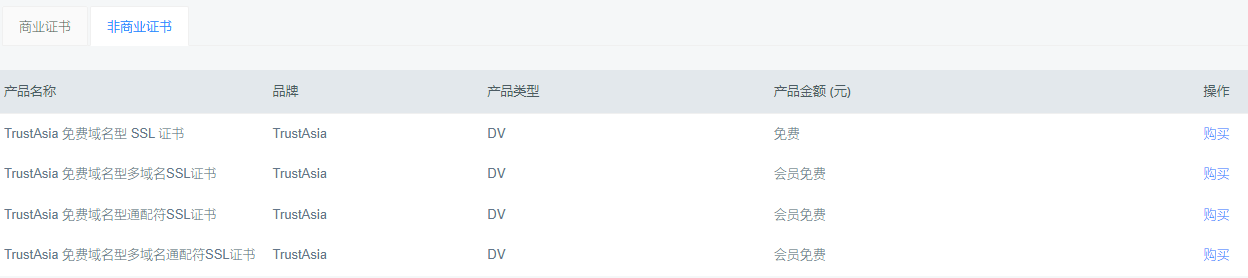 商业证书 非商业证书
产品名称 品牌 产品类型 产品金额 (元) 操作
TrustAsia 免费域名型 SSL 证书 TrustAsia DV 免费 购买
TrustAsia 免费域名型多域名SSL证书 TrustAsia DV 会员免费 购买
TrustAsia 免费域名型通配符SSL证书 TrustAsia DV 会员免费 购买
TrustAsia 免费域名型多域名通配符SSL证书 TrustAsia DV 会员免费 购买